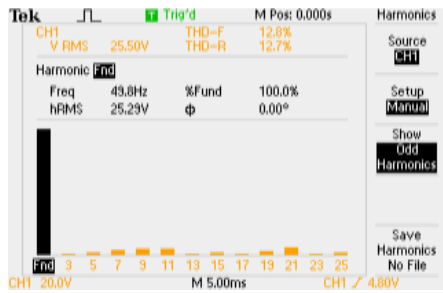 Tek T Trig'd M Pos: 0.000s Harmonics
CH1 THD-F 12.8%
V RMS 25.50V THD-R 12.7%
Source
CH1
Harmonic Fnd
Freq 49.8Hz %Fund 100.0%
hRMS 25.29V ϕ 0.00°
Setup
Manual
Show
Odd
Harmonics
Save
Harmonics
No File
Fnd 3 5 7 9 11 13 15 17 19 21 23 25
CH1 20.0V M 5.00ms CH1 / 4.80V